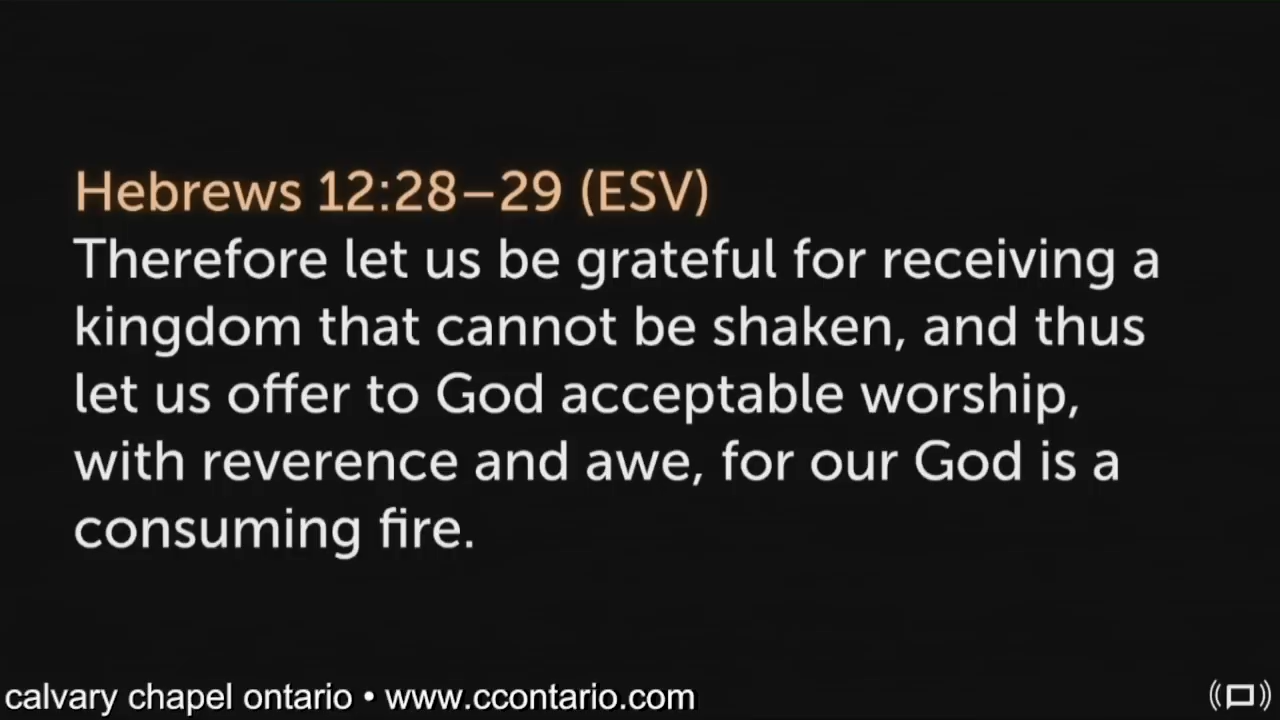 Hebrews 12:28–29 (ESV)
Therefore let us be grateful for receiving a
kingdom that cannot be shaken, and thus
let us offer to God acceptable worship,
with reverence and awe, for our God is a
consuming fire.
calvary chapel ontario • www.ccontario.com